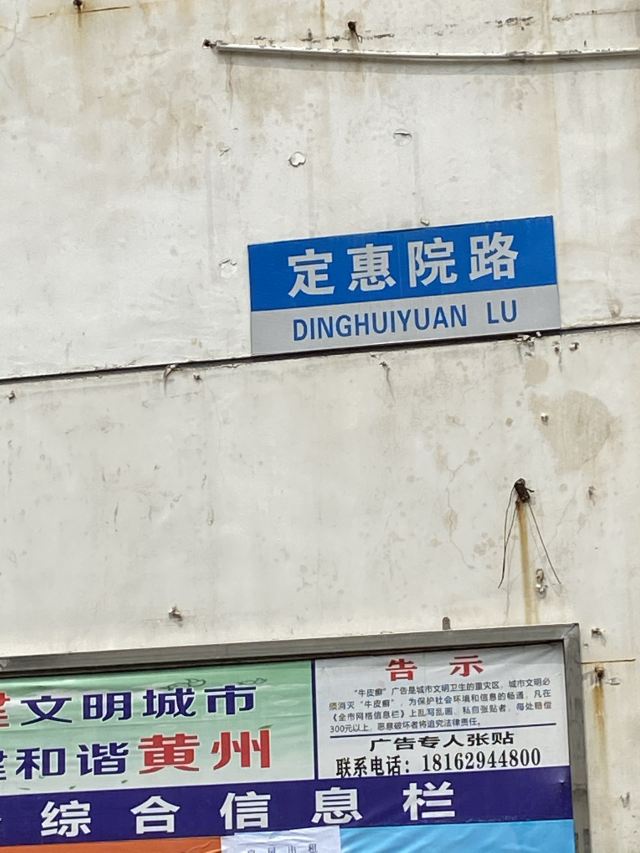 定惠院路
DINGHUIYUAN LU
建文明城市
建和谐黄州
综合信息栏
告示
“牛皮癣”广告是城市文明卫生的重灾区，城市文明必
须消灭“牛皮癣”，为保护社会环境和信息的畅通，凡在
《全市网格信息栏》上乱写乱画，私自张贴者，每处赔偿
300元以上，恶意破坏者将追究法律责任。
广告专人张贴
联系电话：18162944800